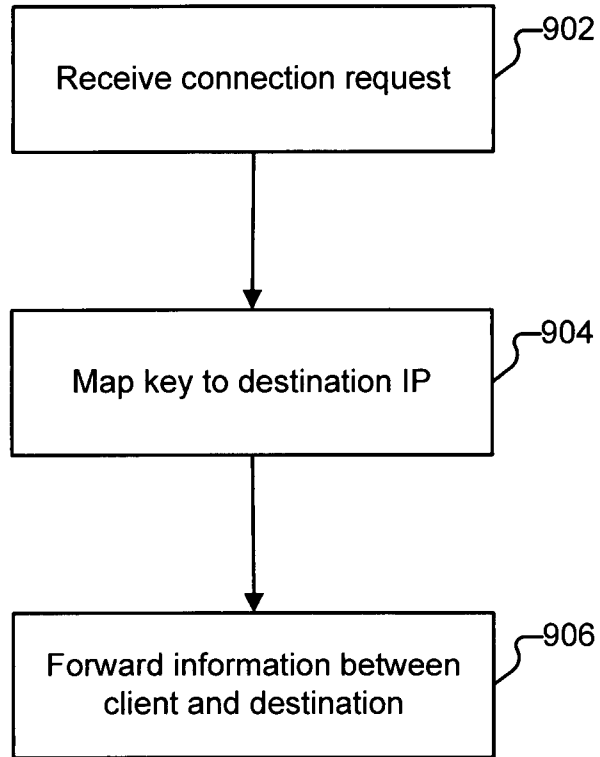 902
Receive connection request
904
Map key to destination IP
906
Forward information between
client and destination